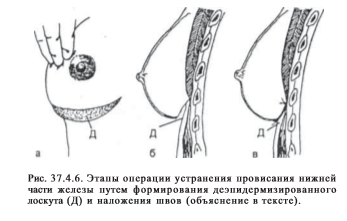 Д
Д
Д
а
б
в
Рис. 37.4.6. Этапы операции устранения провисания нижней
части железы путем формирования деэпидермизированного
лоскута (Д) и наложения швов (объяснение в тексте).